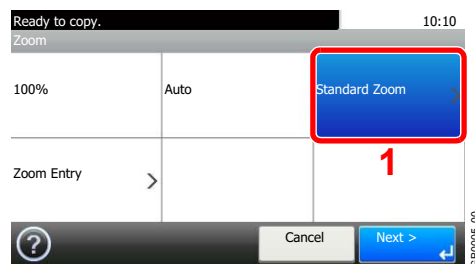 Ready to copy. 10:10
Zoom
100% Auto Standard Zoom >
1
Zoom Entry >
? Cancel Next >